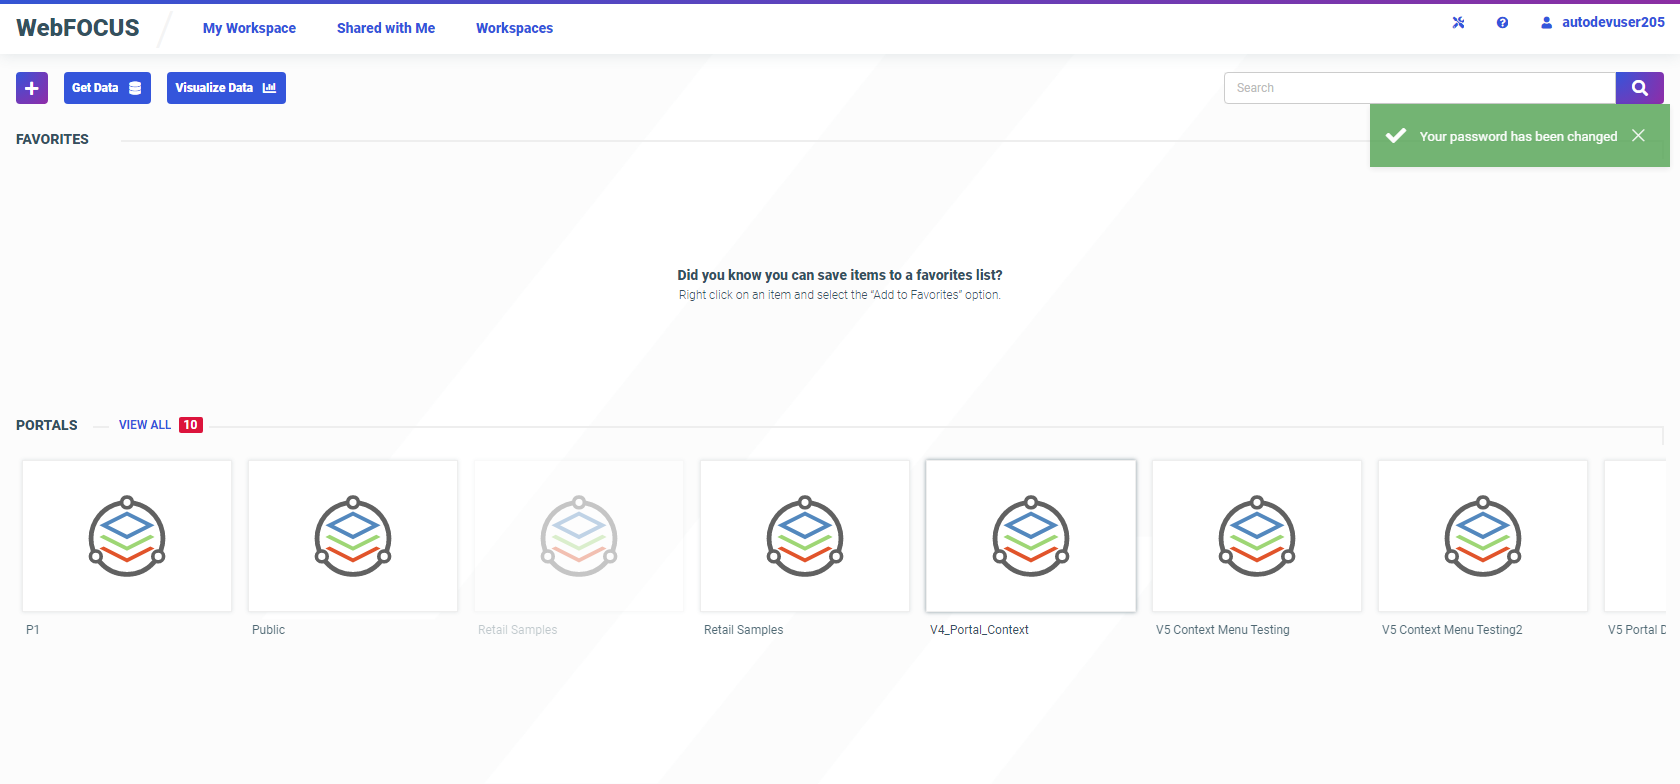 WebFOCUS
My Workspace
Shared with Me
Workspaces
autodevuser205
Get Data
Visualize Data
Search
Your password has been changed
FAVORITES
Did you know you can save items to a favorites list?
Right click on an item and select the “Add to Favorites” option.
PORTALS
VIEW ALL 10
P1
Public
Retail Samples
Retail Samples
V4_Portal_Context
V5 Context Menu Testing
V5 Context Menu Testing2
V5 Portal D